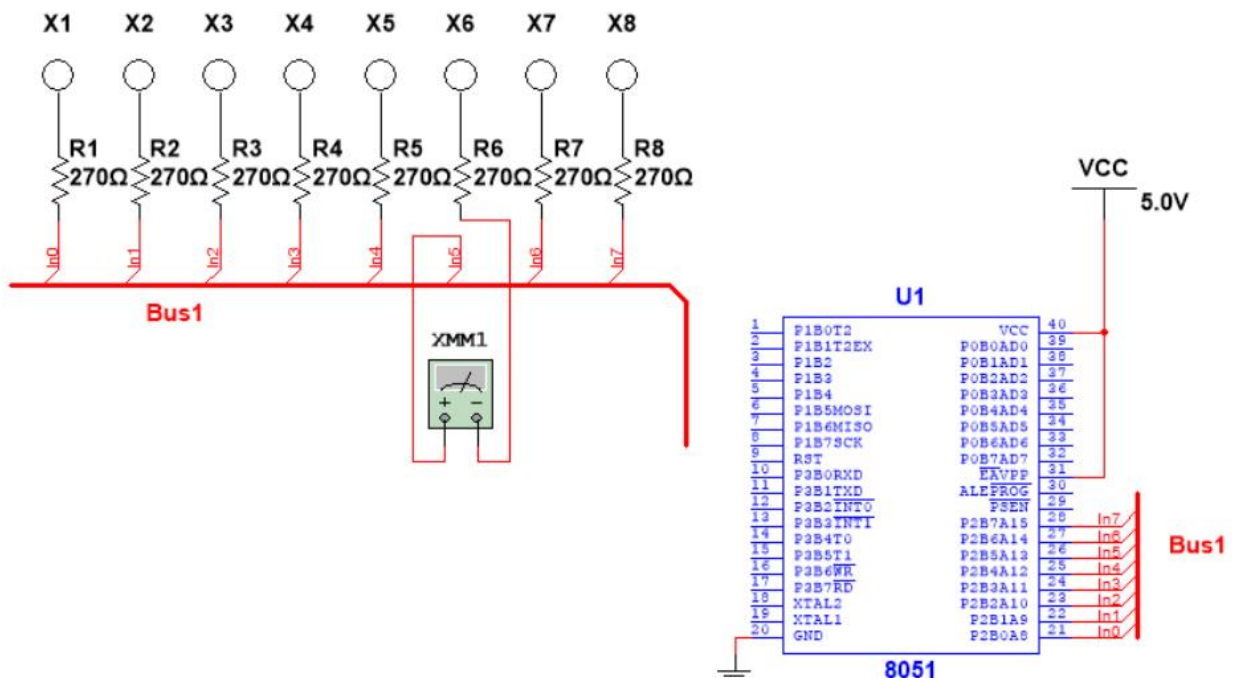 X1 X2 X3 X4 X5 X6 X7 X8
R1 R2 R3 R4 R5 R6 R7 R8
270Ω 270Ω 270Ω 270Ω 270Ω 270Ω 270Ω 270Ω
In0 In1 In2 In3 In4 In5 In6 In7
Bus1
XMM1
+ −
VCC
5.0V
U1
1 P1B0T2 VCC 40
2 P1B1T2EX P0B0AD0 39
3 P1B2 P0B1AD1 38
4 P1B3 P0B2AD2 37
5 P1B4 P0B3AD3 36
6 P1B5MOSI P0B4AD4 35
7 P1B6MISO P0B5AD5 34
8 P1B7SCK P0B6AD6 33
9 RST P0B7AD7 32
10 P3B0RXD EAVPP 31
11 P3B1TXD ALEPROG 30
12 P3B2INT0 PSEN 29
13 P3B3INT1 P2B7A15 28 In7
14 P3B4T0 P2B6A14 27 In6
15 P3B5T1 P2B5A13 26 In5
16 P3B6WR P2B4A12 25 In4
17 P3B7RD P2B3A11 24 In3
18 XTAL2 P2B2A10 23 In2
19 XTAL1 P2B1A9 22 In1
20 GND P2B0A8 21 In0
Bus1
8051